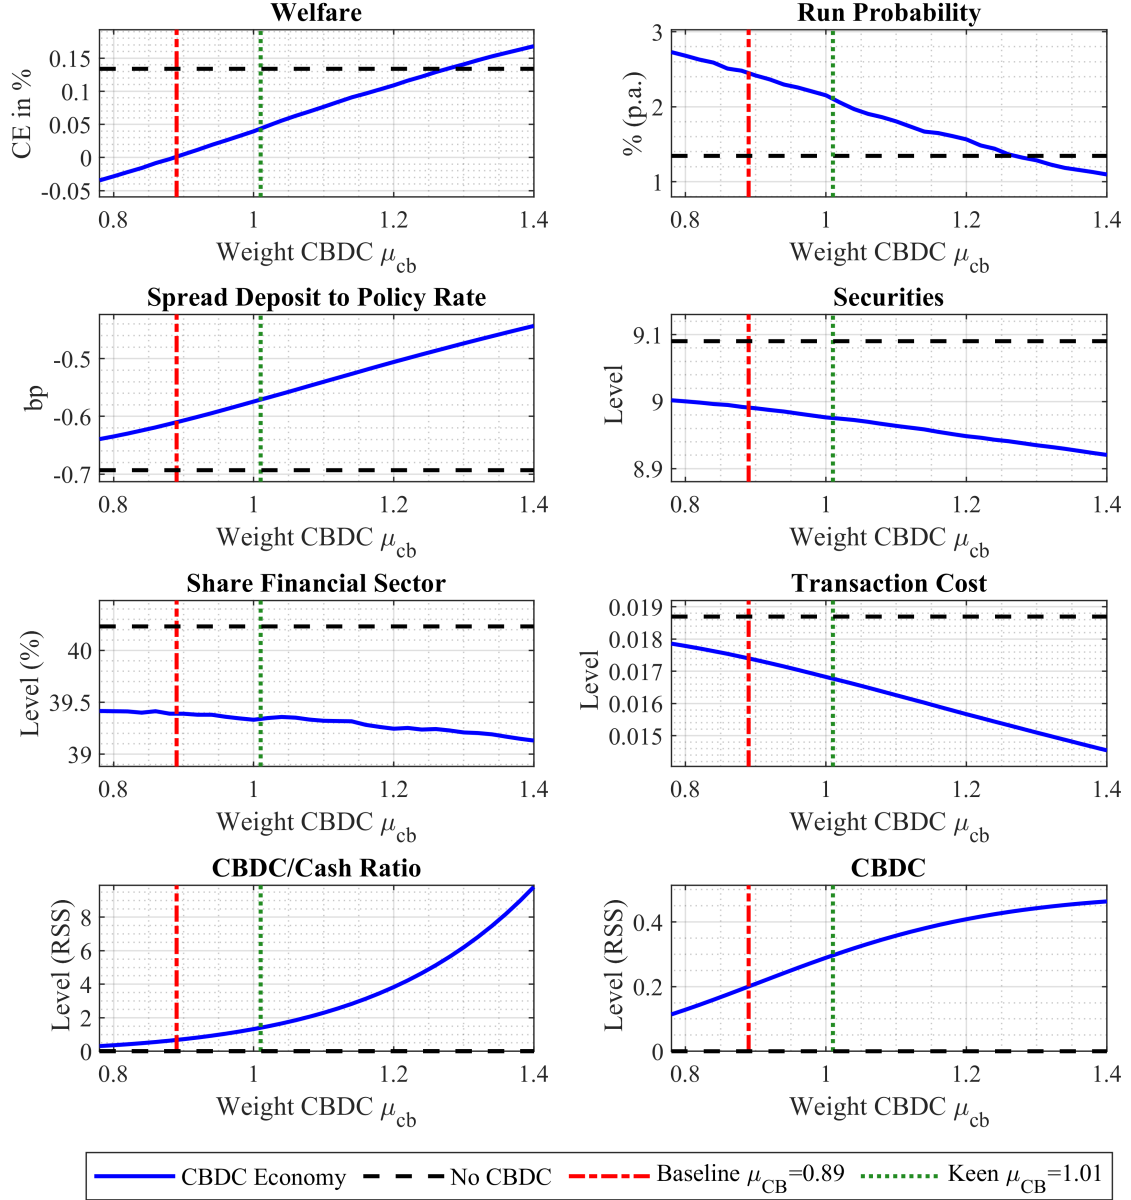 Welfare
CE in %
0.15
0.1
0.05
0
-0.05
0.8
1
1.2
1.4
Weight CBDC μcb
Run Probability
% (p.a.)
3
2
1
0.8
1
1.2
1.4
Weight CBDC μcb
Spread Deposit to Policy Rate
bp
-0.5
-0.6
-0.7
0.8
1
1.2
1.4
Weight CBDC μcb
Securities
Level
9.1
9
8.9
0.8
1
1.2
1.4
Weight CBDC μcb
Share Financial Sector
Level (%)
40
39.5
39
0.8
1
1.2
1.4
Weight CBDC μcb
Transaction Cost
Level
0.019
0.018
0.017
0.016
0.015
0.8
1
1.2
1.4
Weight CBDC μcb
CBDC/Cash Ratio
Level (RSS)
8
6
4
2
0
0.8
1
1.2
1.4
Weight CBDC μcb
CBDC
Level (RSS)
0.4
0.2
0
0.8
1
1.2
1.4
Weight CBDC μcb
CBDC Economy
No CBDC
Baseline μCB=0.89
Keen μCB=1.01